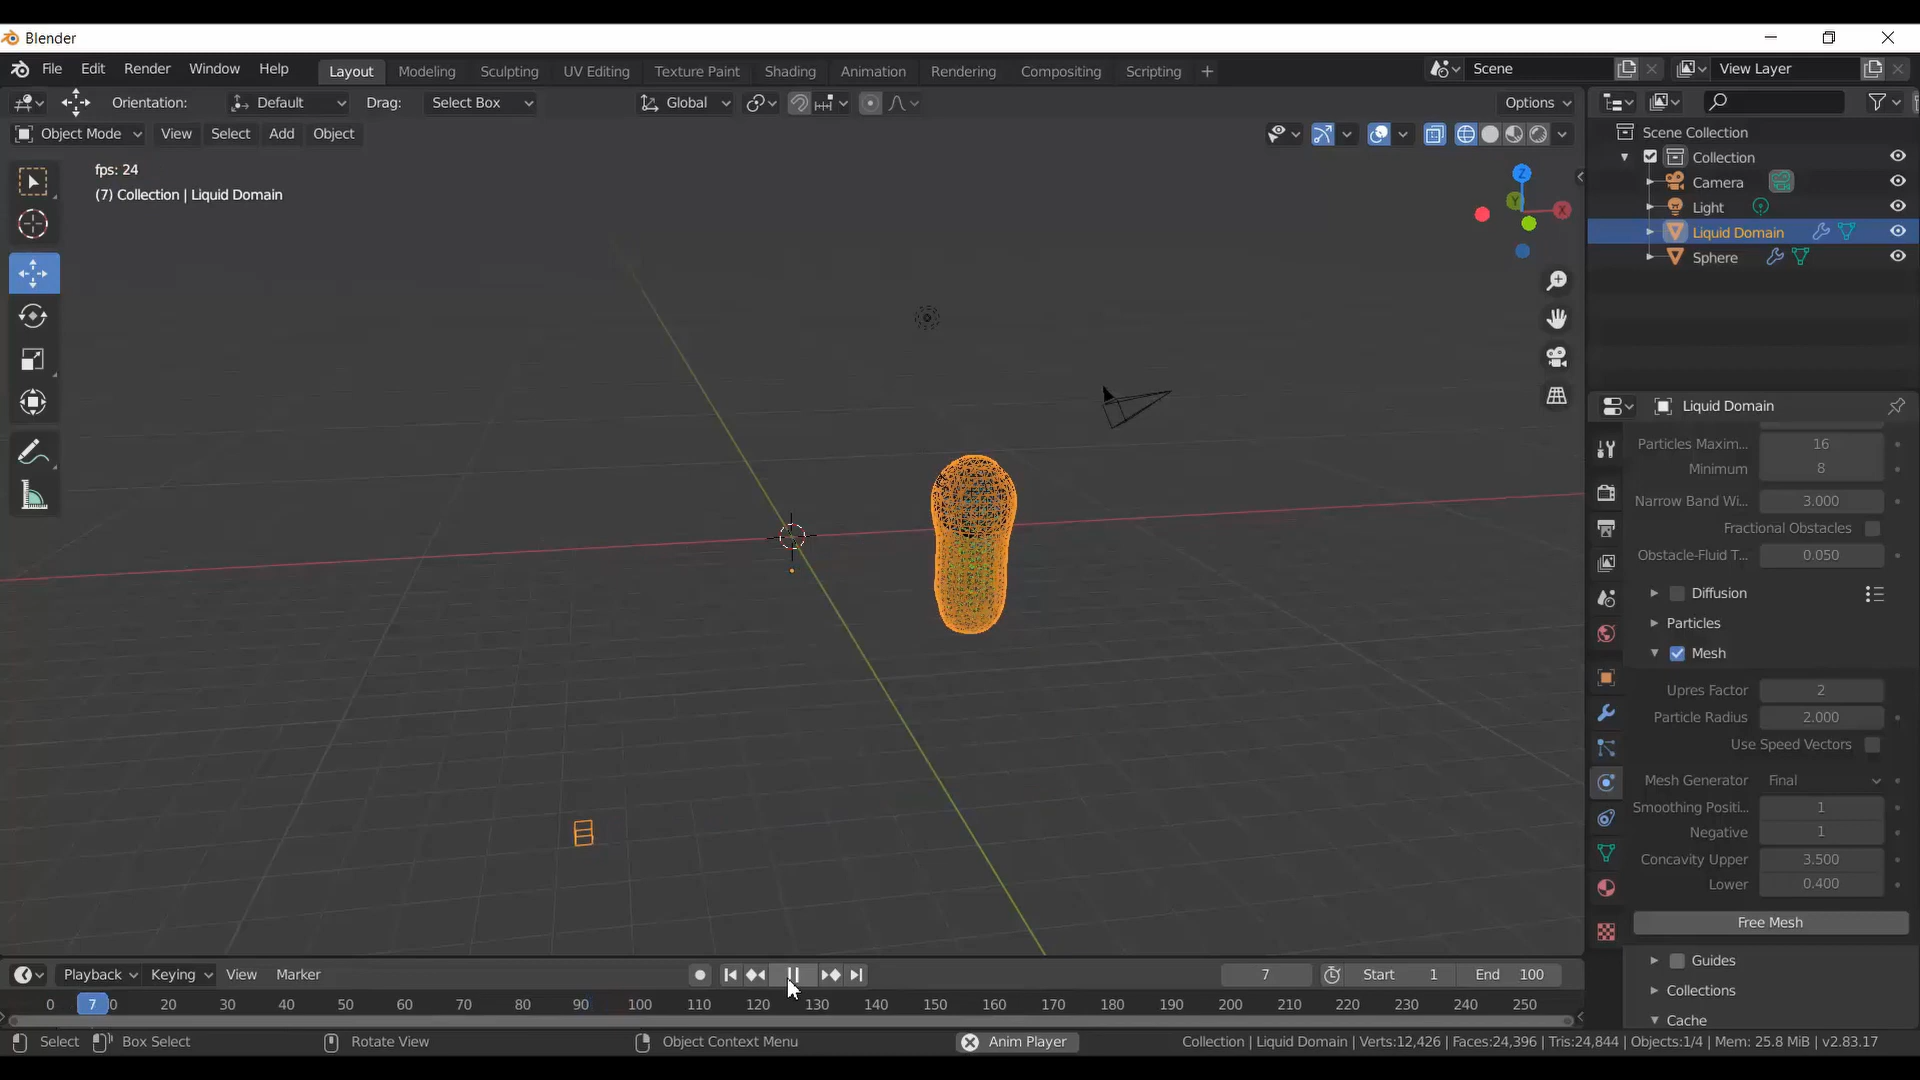 Blender
File Edit Render Window Help Layout Modeling Sculpting UV Editing Texture Paint Shading Animation Rendering Compositing Scripting + Scene View Layer
Orientation: Default Drag: Select Box Global Options
Object Mode View Select Add Object
Scene Collection
Collection
Camera
Light
Liquid Domain
Sphere
fps: 24
(7) Collection | Liquid Domain
Z
Y
X
Liquid Domain
Particles Maxim... 16
Minimum 8
Narrow Band Wi... 3.000
Fractional Obstacles
Obstacle-Fluid T... 0.050
Diffusion
Particles
Mesh
Upres Factor 2
Particle Radius 2.000
Use Speed Vectors
Mesh Generator Final
Smoothing Positi... 1
Negative 1
Concavity Upper 3.500
Lower 0.400
Free Mesh
Guides
Collections
Cache
Playback Keying View Marker 7 Start 1 End 100
0 7 0 20 30 40 50 60 70 80 90 100 110 120 130 140 150 160 170 180 190 200 210 220 230 240 250
Select Box Select Rotate View Object Context Menu Anim Player Collection | Liquid Domain | Verts:12,426 | Faces:24,396 | Tris:24,844 | Objects:1/4 | Mem: 25.8 MiB | v2.83.17